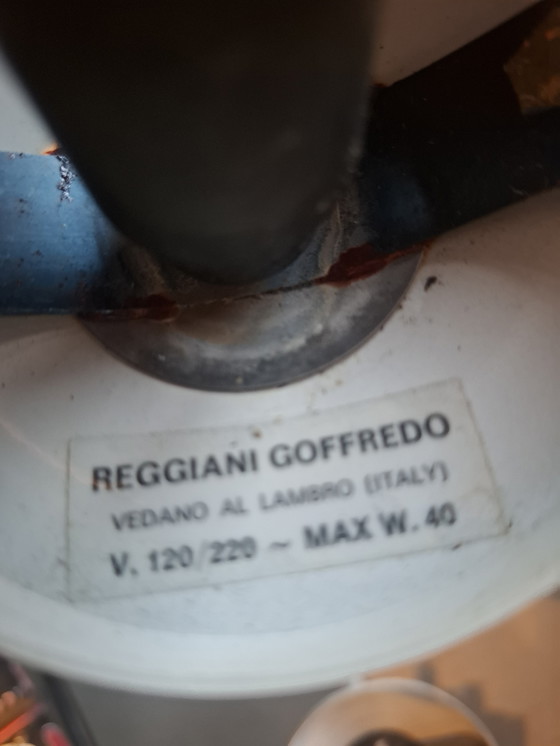 REGGIANI GOFFREDO
VEDANO AL LAMBRO (ITALY)
V. 120/220 ~ MAX W. 40